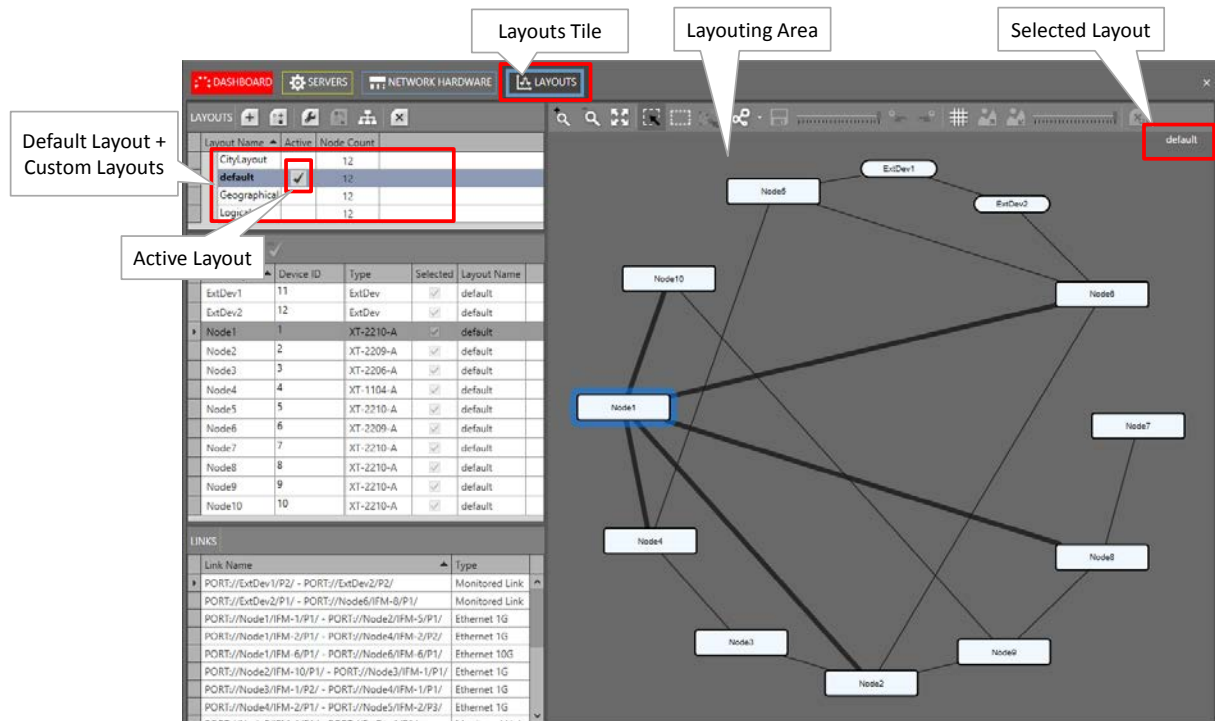 Layouts Tile
Layouting Area
Selected Layout
DASHBOARD SERVERS NETWORK HARDWARE LAYOUTS
Default Layout +
Custom Layouts
Active Layout
LAYOUTS
Layout Name Active Node Count
CityLayout 12
default 12
Geographical 12
Logical 12
Device ID Type Selected Layout Name
ExtDev1 11 ExtDev default
ExtDev2 12 ExtDev default
Node1 1 XT-2210-A default
Node2 2 XT-2209-A default
Node3 3 XT-2206-A default
Node4 4 XT-1104-A default
Node5 5 XT-2210-A default
Node6 6 XT-2209-A default
Node7 7 XT-2210-A default
Node8 8 XT-2210-A default
Node9 9 XT-2210-A default
Node10 10 XT-2210-A default
LINKS
Link Name Type
PORT://ExtDev1/P2/ - PORT://ExtDev2/P2/ Monitored Link
PORT://ExtDev2/P1/ - PORT://Node6/IFM-8/P1/ Monitored Link
PORT://Node1/IFM-1/P1/ - PORT://Node2/IFM-5/P1/ Ethernet 1G
PORT://Node1/IFM-2/P1/ - PORT://Node4/IFM-2/P2/ Ethernet 1G
PORT://Node1/IFM-6/P1/ - PORT://Node6/IFM-6/P1/ Ethernet 10G
PORT://Node2/IFM-10/P1/ - PORT://Node3/IFM-1/P1/ Ethernet 1G
PORT://Node3/IFM-1/P2/ - PORT://Node4/IFM-1/P1/ Ethernet 1G
PORT://Node4/IFM-2/P1/ - PORT://Node5/IFM-2/P3/ Ethernet 1G
default
ExtDev1
Node5
ExtDev2
Node10
Node6
Node1
Node7
Node4
Node8
Node3
Node9
Node2